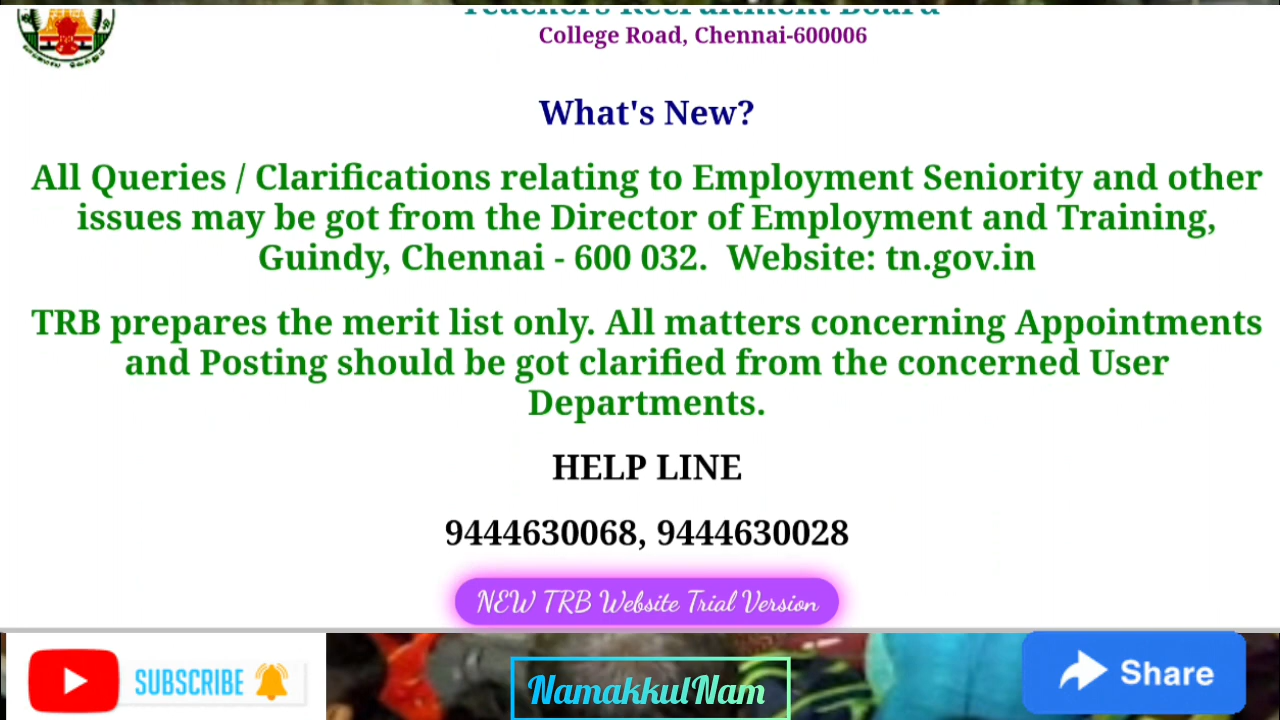 Teachers Recruitment Board
College Road, Chennai-600006
What's New?
All Queries / Clarifications relating to Employment Seniority and other
issues may be got from the Director of Employment and Training,
Guindy, Chennai - 600 032.  Website: tn.gov.in
TRB prepares the merit list only. All matters concerning Appointments
and Posting should be got clarified from the concerned User
Departments.
HELP LINE
9444630068, 9444630028
NEW TRB Website Trial Version
SUBSCRIBE
NamakkulNam
Share